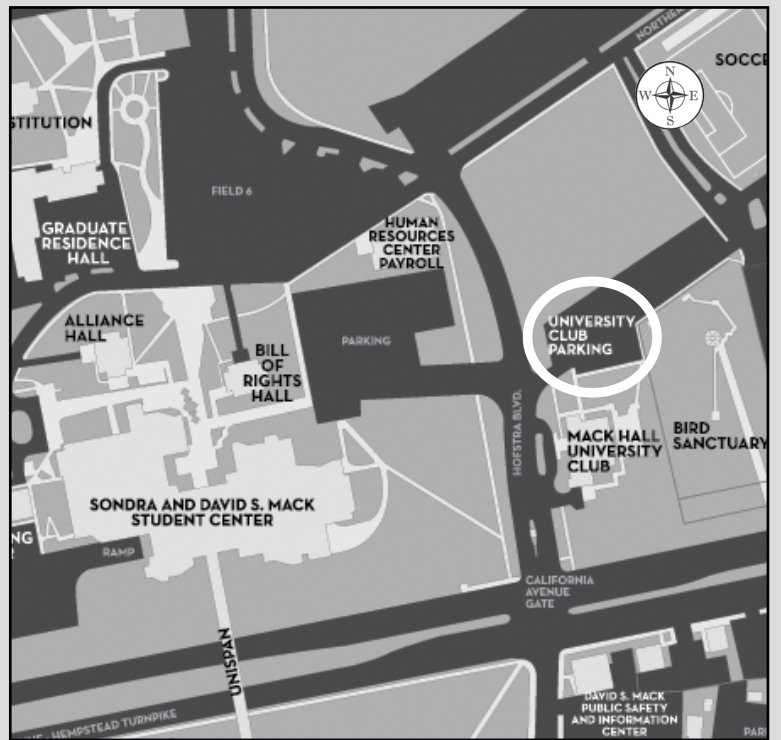 NORTHER
SOCCE
N
W
E
S
STITUTION
FIELD 6
GRADUATE
RESIDENCE
HALL
HUMAN
RESOURCES
CENTER
PAYROLL
ALLIANCE
HALL
BILL
OF
RIGHTS
HALL
PARKING
UNIVERSITY
CLUB
PARKING
HOFSTRA BLVD.
MACK HALL
UNIVERSITY
CLUB
BIRD
SANCTUARY
SONDRA AND DAVID S. MACK
STUDENT CENTER
NG
RAMP
CALIFORNIA
AVENUE
GATE
UNISPAN
HEMPSTEAD TURNPIKE
DAVID S. MACK
PUBLIC SAFETY
AND INFORMATION
CENTER
PAR